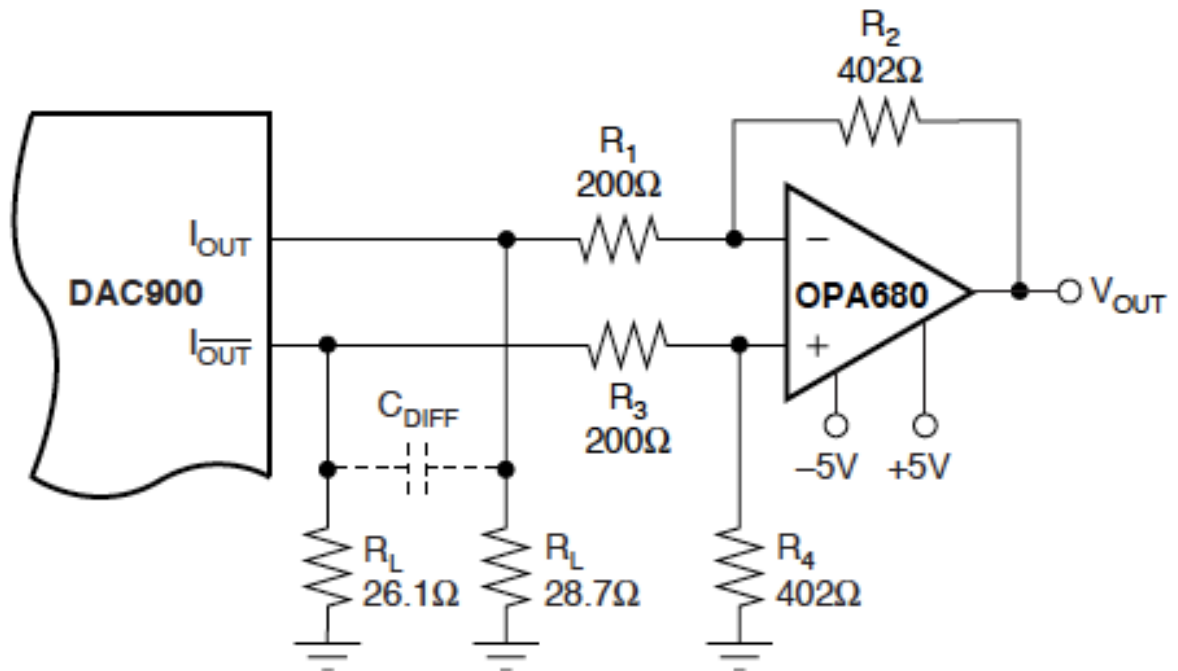 R2
402Ω
R1
200Ω
IOUT
−
DAC900
OPA680
VOUT
IOUT
+
CDIFF
R3
200Ω
−5V
+5V
RL
26.1Ω
RL
28.7Ω
R4
402Ω